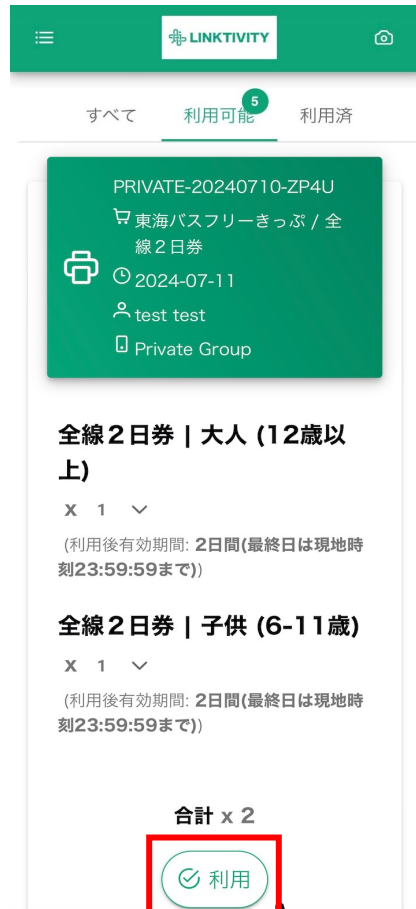 LINKTIVITY
すべて
利用可能
5
利用済
PRIVATE-20240710-ZP4U
東海バスフリーきっぷ / 全
線２日券
2024-07-11
test test
Private Group
全線２日券 | 大人 (12歳以
上)
X 1
(利用後有効期間: 2日間(最終日は現地時
刻23:59:59まで))
全線２日券 | 子供 (6-11歳)
X 1
(利用後有効期間: 2日間(最終日は現地時
刻23:59:59まで))
合計 x 2
利用